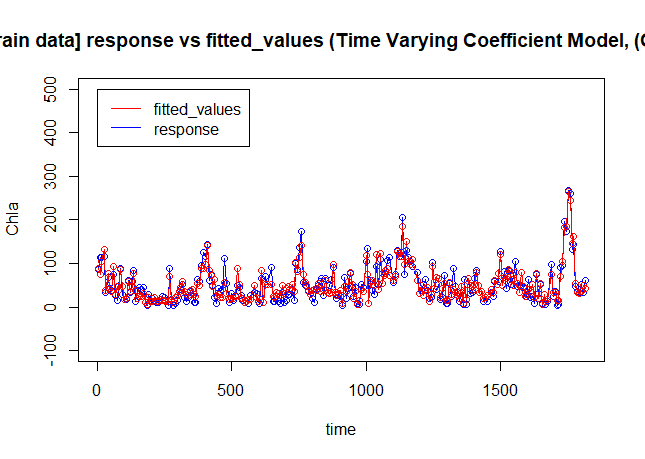 rain data] response vs fitted_values (Time Varying Coefficient Model, (
fitted_values
response
Chla
-100 0 100 200 300 400 500
0 500 1000 1500
time